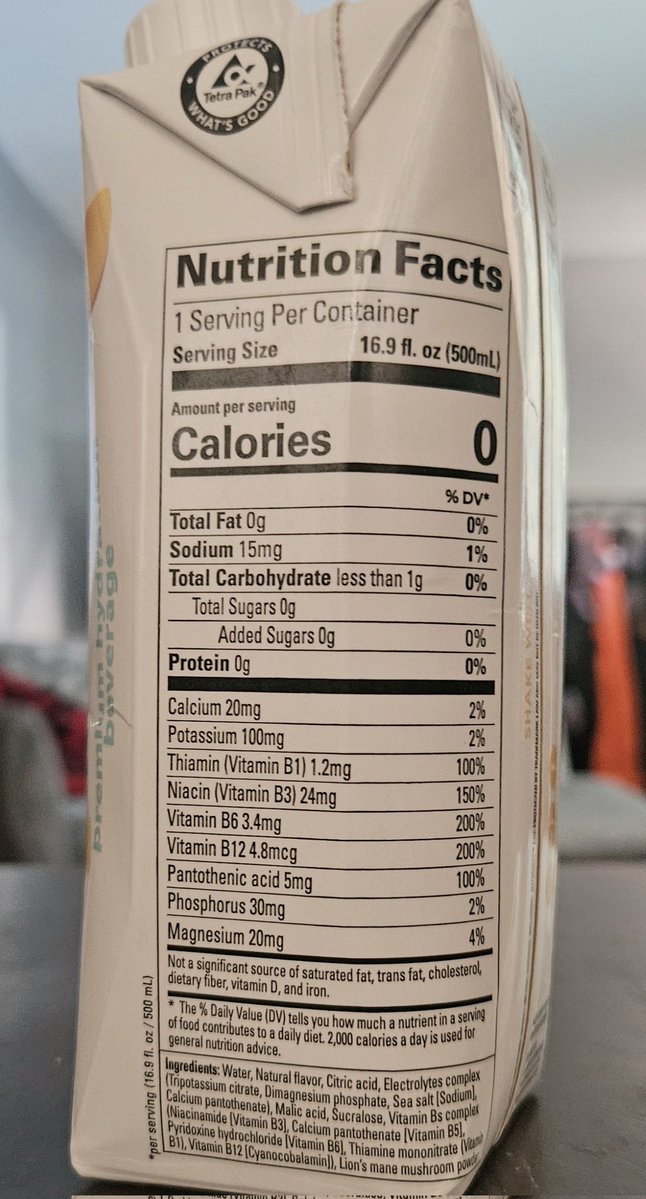 PROTECTS
Tetra Pak®
WHAT'S GOOD
Nutrition Facts
1 Serving Per Container
Serving Size 16.9 fl. oz (500mL)
Amount per serving
Calories 0
% DV*
Total Fat 0g 0%
Sodium 15mg 1%
Total Carbohydrate less than 1g 0%
Total Sugars 0g
Added Sugars 0g 0%
Protein 0g 0%
Calcium 20mg 2%
Potassium 100mg 2%
Thiamin (Vitamin B1) 1.2mg 100%
Niacin (Vitamin B3) 24mg 150%
Vitamin B6 3.4mg 200%
Vitamin B12 4.8mcg 200%
Pantothenic acid 5mg 100%
Phosphorus 30mg 2%
Magnesium 20mg 4%
Not a significant source of saturated fat, trans fat, cholesterol,
dietary fiber, vitamin D, and iron.
* The % Daily Value (DV) tells you how much a nutrient in a serving
of food contributes to a daily diet. 2,000 calories a day is used for
general nutrition advice.
Ingredients: Water, Natural flavor, Citric acid, Electrolytes complex
(Tripotassium citrate, Dimagnesium phosphate, Sea salt [Sodium],
Calcium pantothenate), Malic acid, Sucralose, Vitamin Bs complex
(Niacinamide [Vitamin B3], Calcium pantothenate [Vitamin B5],
Pyridoxine hydrochloride [Vitamin B6], Thiamine mononitrate (Vitamin
B1), Vitamin B12 [Cyanocobalamin]), Lion's mane mushroom
*per serving (16.9 fl. oz / 500 mL)
premium
beverage
SHAKE